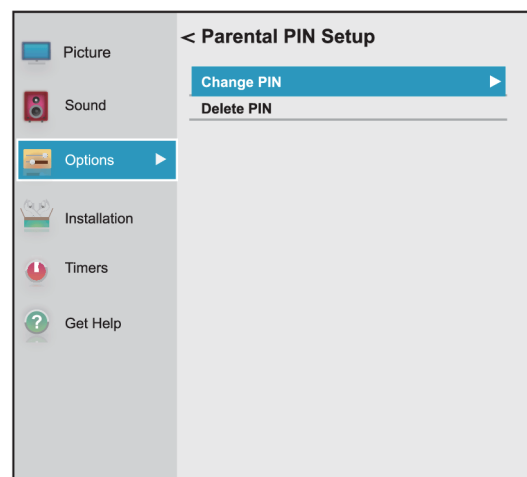 < Parental PIN Setup
Picture
Sound
Options
Installation
Timers
Get Help
Change PIN
Delete PIN